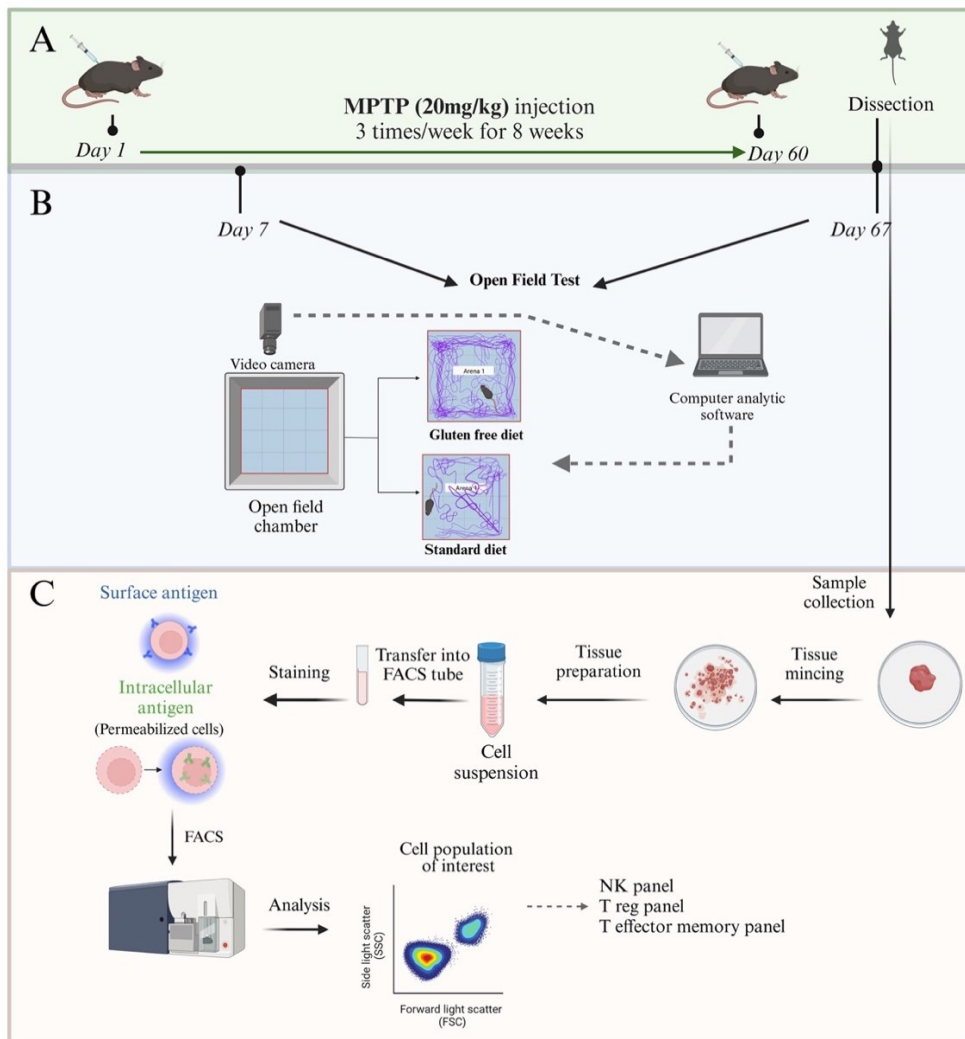 A
MPTP (20mg/kg) injection
3 times/week for 8 weeks
Dissection
Day 1
Day 60
B
Day 7
Day 67
Open Field Test
Video camera
Arena 1
Gluten free diet
Computer analytic
software
Open field
chamber
Standard diet
C
Surface antigen
Sample
collection
Intracellular
antigen
(Permeabilized cells)
Staining
Transfer into
FACS tube
Tissue
preparation
Tissue
mincing
Cell
suspension
FACS
Analysis
Cell population
of interest
Side light scatter
(SSC)
Forward light scatter
(FSC)
NK panel
T reg panel
T effector memory panel